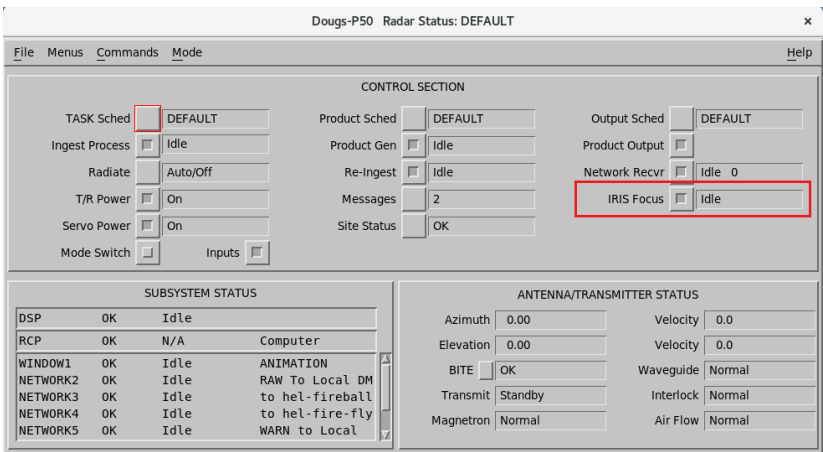 Dougs-P50 Radar Status: DEFAULT ×
File Menus Commands Mode Help
CONTROL SECTION
TASK Sched DEFAULT Product Sched DEFAULT Output Sched DEFAULT
Ingest Process Idle Product Gen Idle Product Output
Radiate Auto/Off Re-Ingest Idle Network Recvr Idle 0
T/R Power On Messages 2 IRIS Focus Idle
Servo Power On Site Status OK
Mode Switch Inputs
SUBSYSTEM STATUS
DSP OK Idle
RCP OK N/A Computer
WINDOW1 OK Idle ANIMATION
NETWORK2 OK Idle RAW To Local DM
NETWORK3 OK Idle to hel-fireball
NETWORK4 OK Idle to hel-fire-fly
NETWORK5 OK Idle WARN to Local
ANTENNA/TRANSMITTER STATUS
Azimuth 0.00 Velocity 0.0
Elevation 0.00 Velocity 0.0
BITE OK Waveguide Normal
Transmit Standby Interlock Normal
Magnetron Normal Air Flow Normal